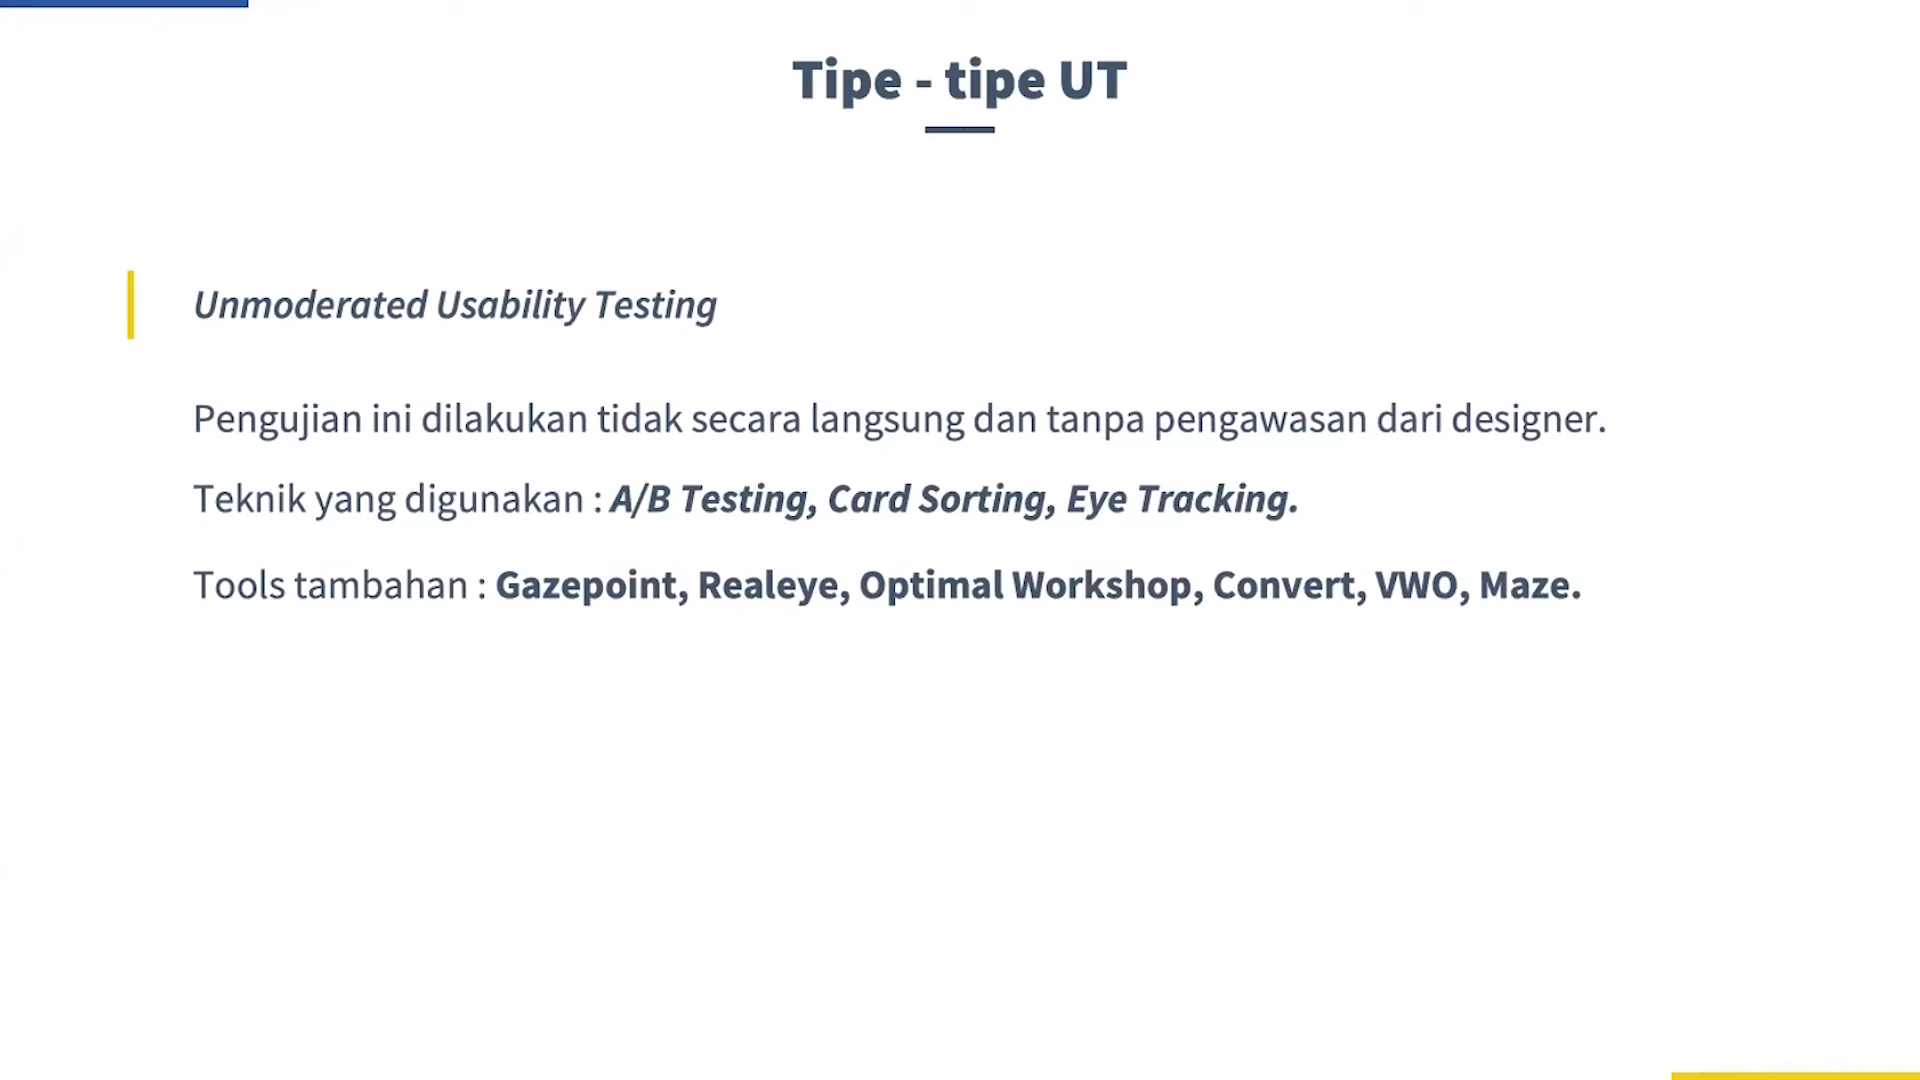 Tipe - tipe UT
Unmoderated Usability Testing
Pengujian ini dilakukan tidak secara langsung dan tanpa pengawasan dari designer.
Teknik yang digunakan : A/B Testing, Card Sorting, Eye Tracking.
Tools tambahan : Gazepoint, Realeye, Optimal Workshop, Convert, VWO, Maze.